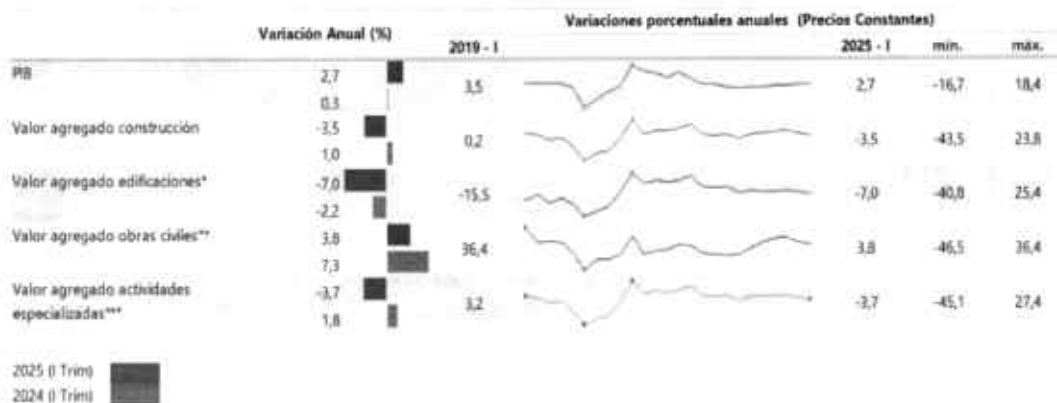 Variación Anual (%)
Variaciones porcentuales anuales (Precios Constantes)
2019 - I
2025 - I
mín.
máx.
PIB
2,7
0,3
3,5
2,7
-16,7
18,4
Valor agregado construcción
-3,5
1,0
0,2
-3,5
-43,5
23,8
Valor agregado edificaciones*
-7,0
-2,2
-15,5
-7,0
-40,8
25,4
Valor agregado obras civiles**
3,8
7,3
36,4
3,8
-46,5
36,4
Valor agregado actividades
especializadas***
-3,7
1,8
3,2
-3,7
-45,1
27,4
2025 (I Trim)
2024 (I Trim)